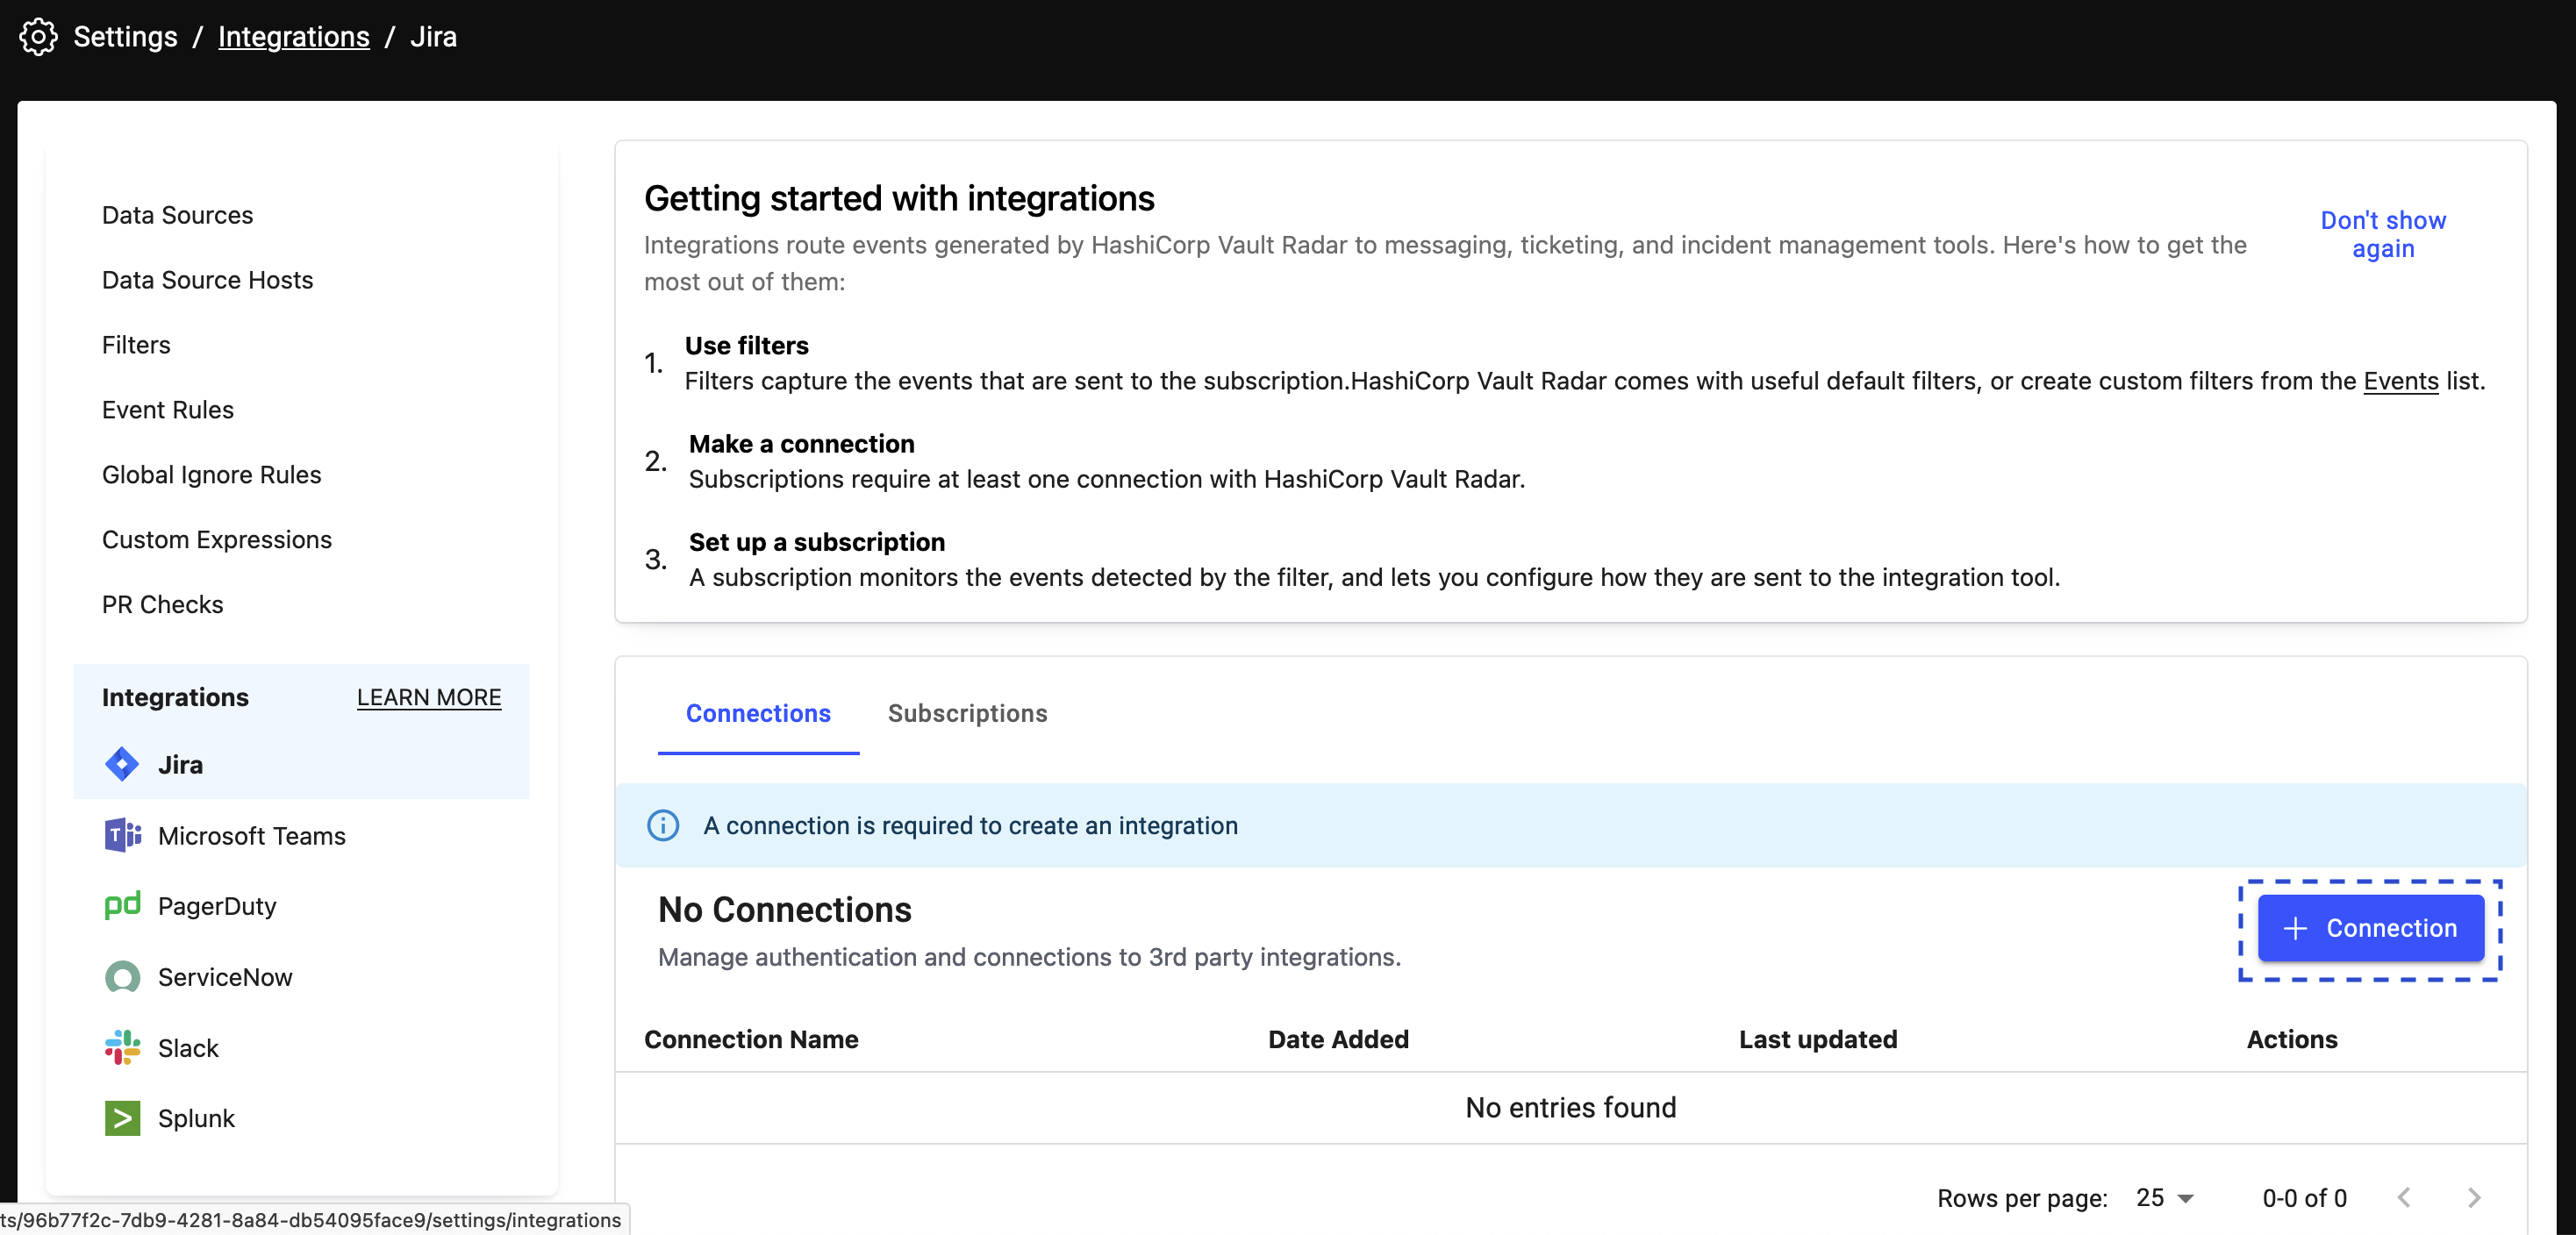 Settings / Integrations / Jira
Data Sources
Data Source Hosts
Filters
Event Rules
Global Ignore Rules
Custom Expressions
PR Checks
Integrations LEARN MORE
Jira
Microsoft Teams
PagerDuty
ServiceNow
Slack
Splunk
Getting started with integrations
Integrations route events generated by HashiCorp Vault Radar to messaging, ticketing, and incident management tools. Here's how to get the
most out of them:
Don't show
again
1. Use filters
Filters capture the events that are sent to the subscription.HashiCorp Vault Radar comes with useful default filters, or create custom filters from the Events list.
2. Make a connection
Subscriptions require at least one connection with HashiCorp Vault Radar.
3. Set up a subscription
A subscription monitors the events detected by the filter, and lets you configure how they are sent to the integration tool.
Connections Subscriptions
A connection is required to create an integration
No Connections
Manage authentication and connections to 3rd party integrations.
+ Connection
Connection Name Date Added Last updated Actions
No entries found
Rows per page: 25 0-0 of 0
ts/96b77f2c-7db9-4281-8a84-db54095face9/settings/integrations